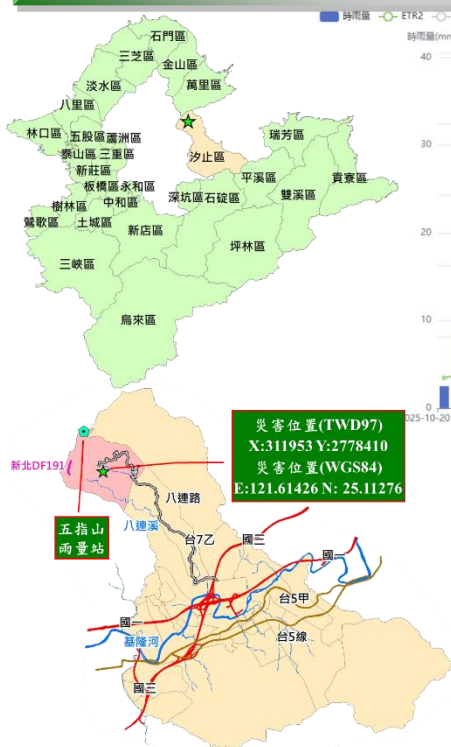 時雨量 ETR2
時雨量(mm
40
30
20
10
0
2025-10-20
石門區
三芝區
金山區
淡水區
萬里區
八里區
林口區
五股區
蘆洲區
泰山區
三重區
新莊區
板橋區
永和區
中和區
樹林區
鶯歌區
土城區
新店區
三峽區
烏來區
汐止區
瑞芳區
平溪區
貢寮區
雙溪區
深坑區
石碇區
坪林區
災害位置(TWD97)
X:311953 Y:2778410
災害位置(WGS84)
E:121.61426 N: 25.11276
新北DF191
五指山
雨量站
八連路
八連溪
台7乙
國三
國一
台5甲
台5線
國一
基隆河
國三